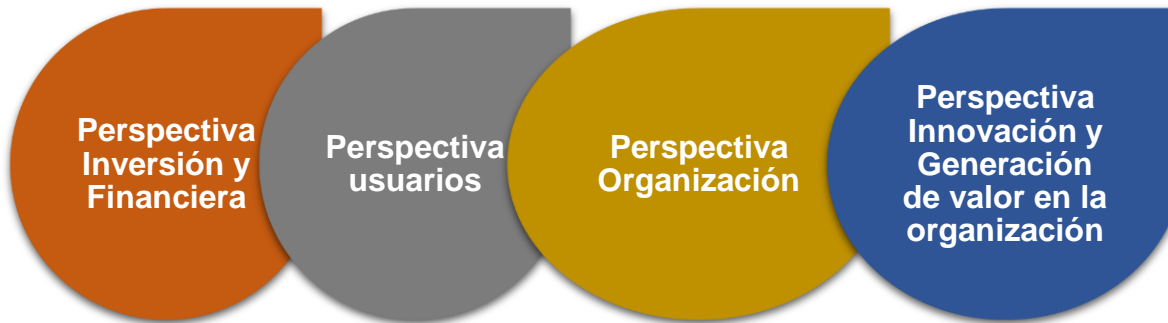 Perspectiva
Inversión y
Financiera
Perspectiva
usuarios
Perspectiva
Organización
Perspectiva
Innovación y
Generación
de valor en la
organización